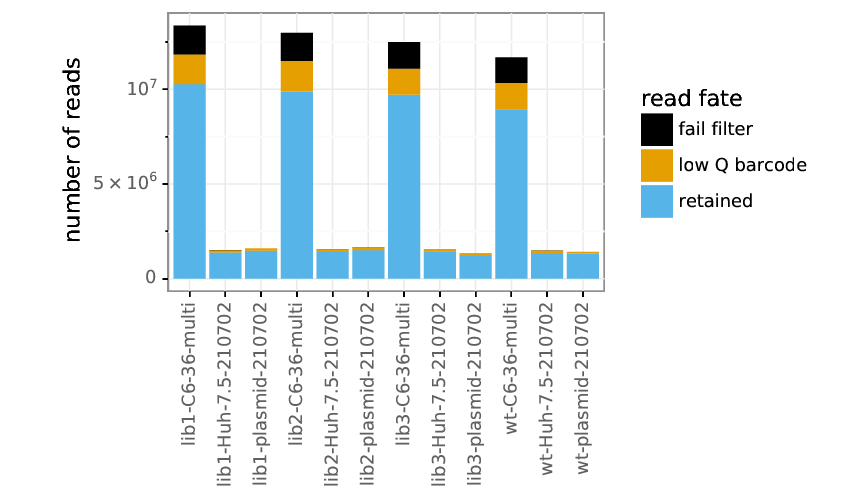 number of reads
10⁷
5 × 10⁶
0
lib1-C6-36-multi
lib1-Huh-7.5-210702
lib1-plasmid-210702
lib2-C6-36-multi
lib2-Huh-7.5-210702
lib2-plasmid-210702
lib3-C6-36-multi
lib3-Huh-7.5-210702
lib3-plasmid-210702
wt-C6-36-multi
wt-Huh-7.5-210702
wt-plasmid-210702
read fate
fail filter
low Q barcode
retained